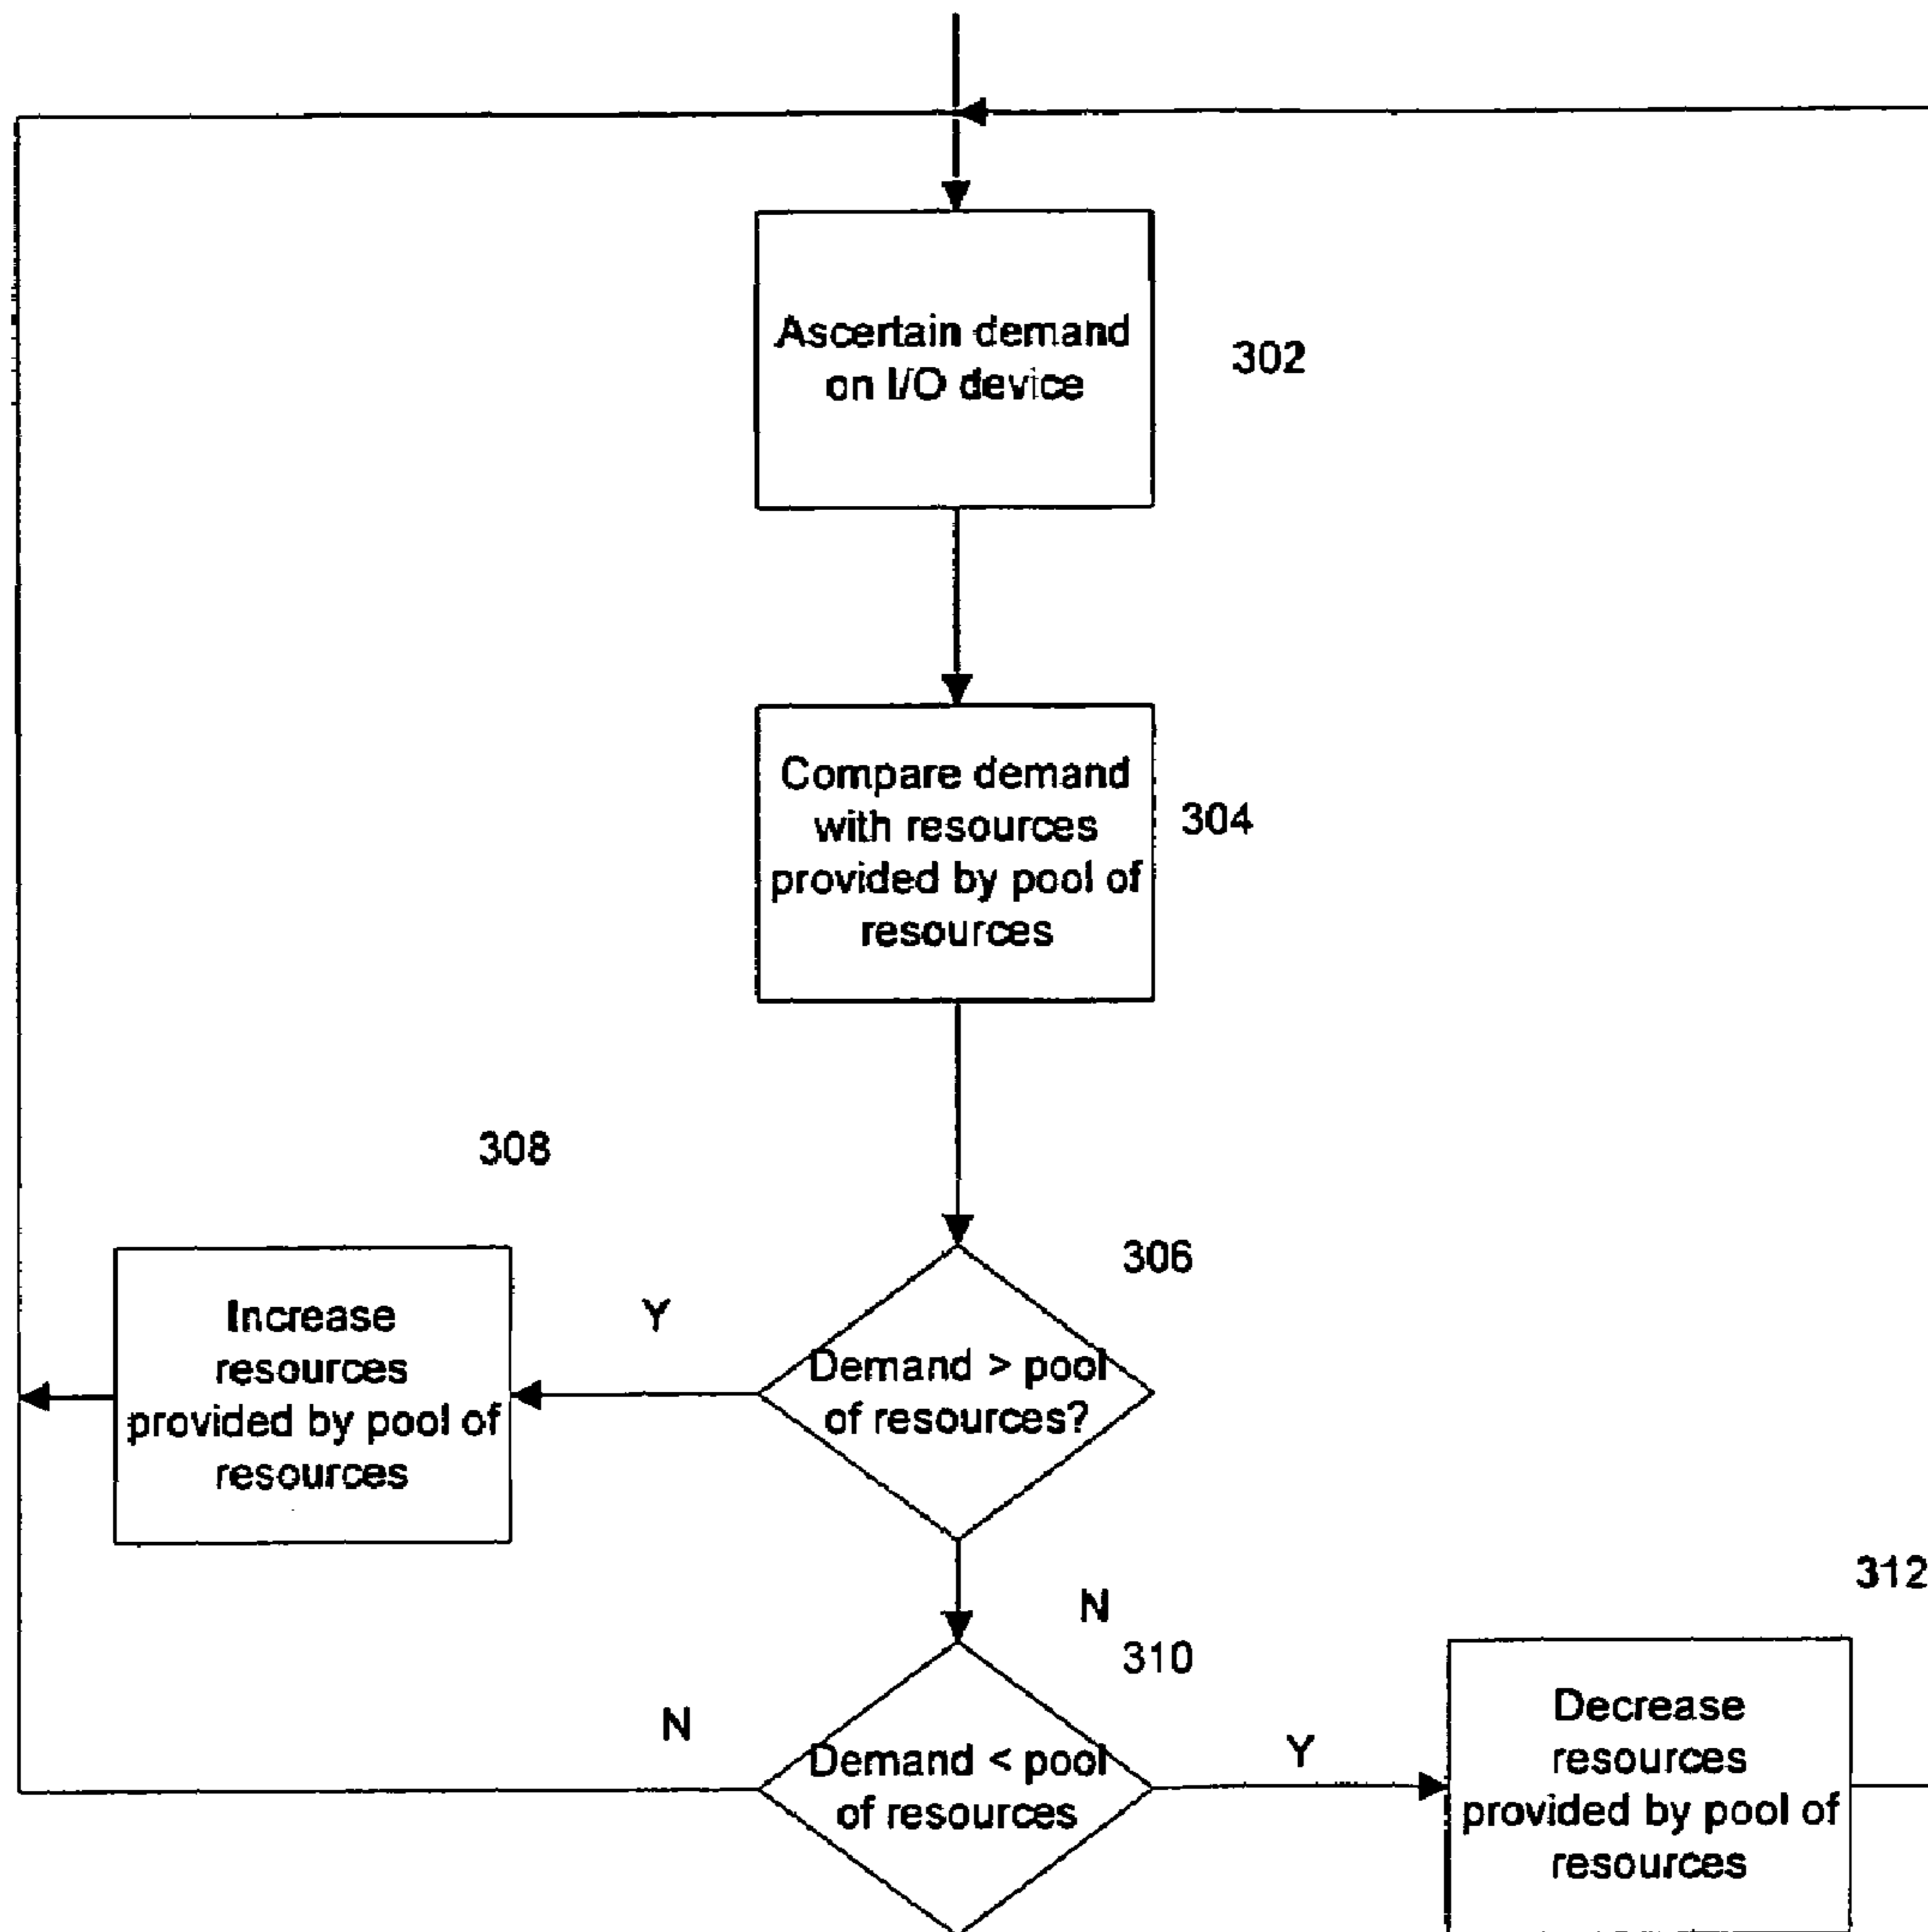 Ascertain demand
on I/O device
302
Compare demand
with resources
provided by pool of
resources
304
308
306
Increase
resources
provided by pool of
resources
Y
Demand > pool
of resources?
N
310
312
N
Demand < pool
of resources
Y
Decrease
resources
provided by pool of
resources